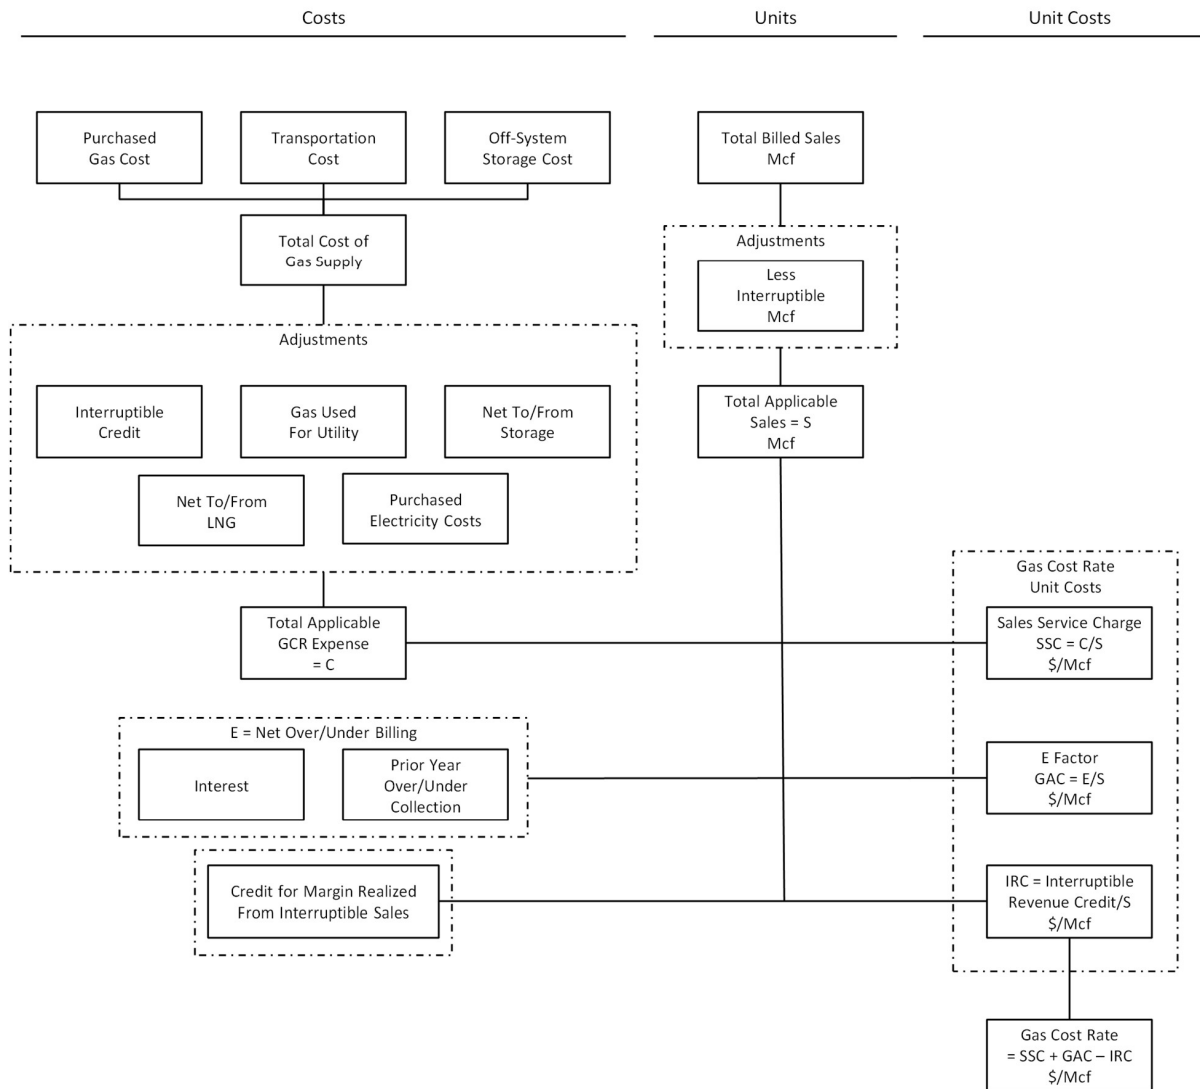 Costs
Units
Unit Costs
Purchased
Gas Cost
Transportation
Cost
Off-System
Storage Cost
Total Cost of
Gas Supply
Adjustments
Interruptible
Credit
Gas Used
For Utility
Net To/From
Storage
Net To/From
LNG
Purchased
Electricity Costs
Total Applicable
GCR Expense
= C
E = Net Over/Under Billing
Interest
Prior Year
Over/Under
Collection
Credit for Margin Realized
From Interruptible Sales
Total Billed Sales
Mcf
Adjustments
Less
Interruptible
Mcf
Total Applicable
Sales = S
Mcf
Gas Cost Rate
Unit Costs
Sales Service Charge
SSC = C/S
$/Mcf
E Factor
GAC = E/S
$/Mcf
IRC = Interruptible
Revenue Credit/S
$/Mcf
Gas Cost Rate
= SSC + GAC – IRC
$/Mcf